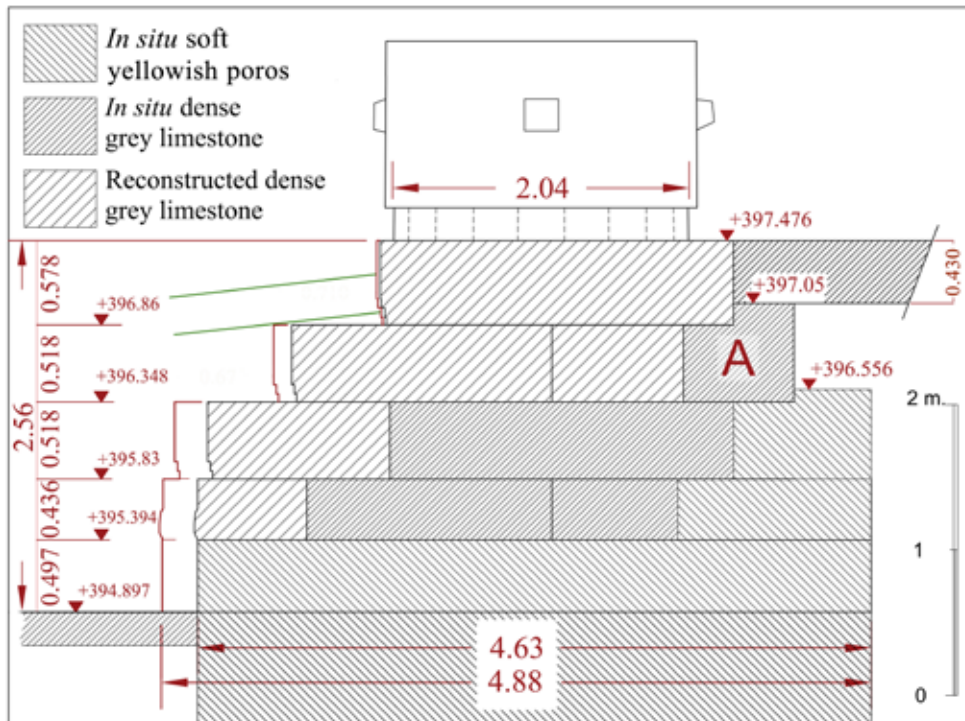 In situ soft
yellowish poros
In situ dense
grey limestone
Reconstructed dense
grey limestone
2.04
+397.476
0.430
+397.05
0.578
+396.86
A
0.518
+396.348
+396.556
2 m.
2.56
0.518
+395.83
0.436
+395.394
1
0.497
+394.897
4.63
4.88
0